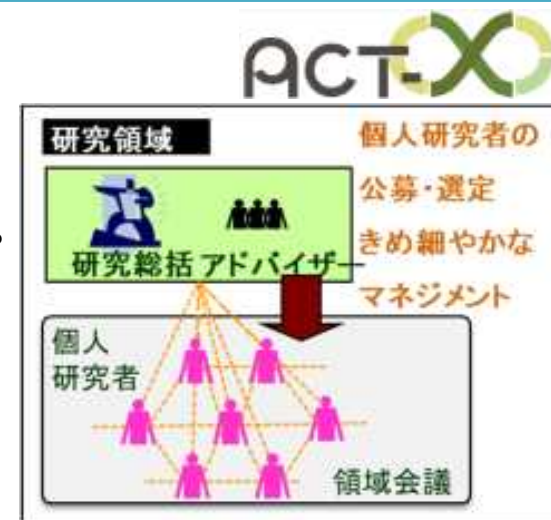 ACT-X
研究領域
個人研究者の
公募・選定
きめ細やかな
マネジメント
研究総括 アドバイザー
個人
研究者
領域会議